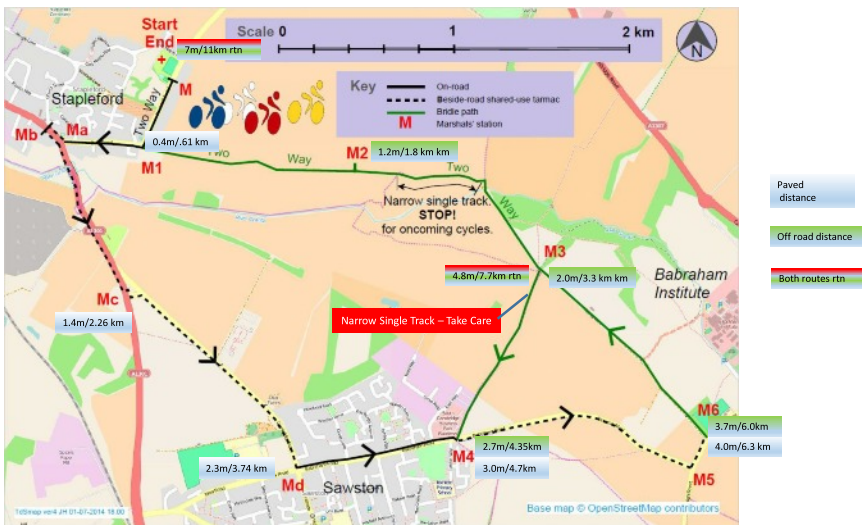 Start
End
7m/11km rtn
Scale 0 1 2 km
N
Key
On-road
Beside-road shared-use tarmac
Bridle path
M Marshals' station
Stapleford
M
Two Way
Mb
Ma
0.4m/.61 km
M1
Two Way
M2
1.2m/1.8 km km
Two
Way
Narrow single track.
STOP!
for oncoming cycles.
M3
4.8m/7.7km rtn
2.0m/3.3 km km
Babraham
Institute
Narrow Single Track – Take Care
Mc
1.4m/2.26 km
M6
3.7m/6.0km
4.0m/6.3 km
M5
M4
2.7m/4.35km
3.0m/4.7km
2.3m/3.74 km
Md
Sawston
Base map © OpenStreetMap contributors
Paved
distance
Off road distance
Both routes rtn